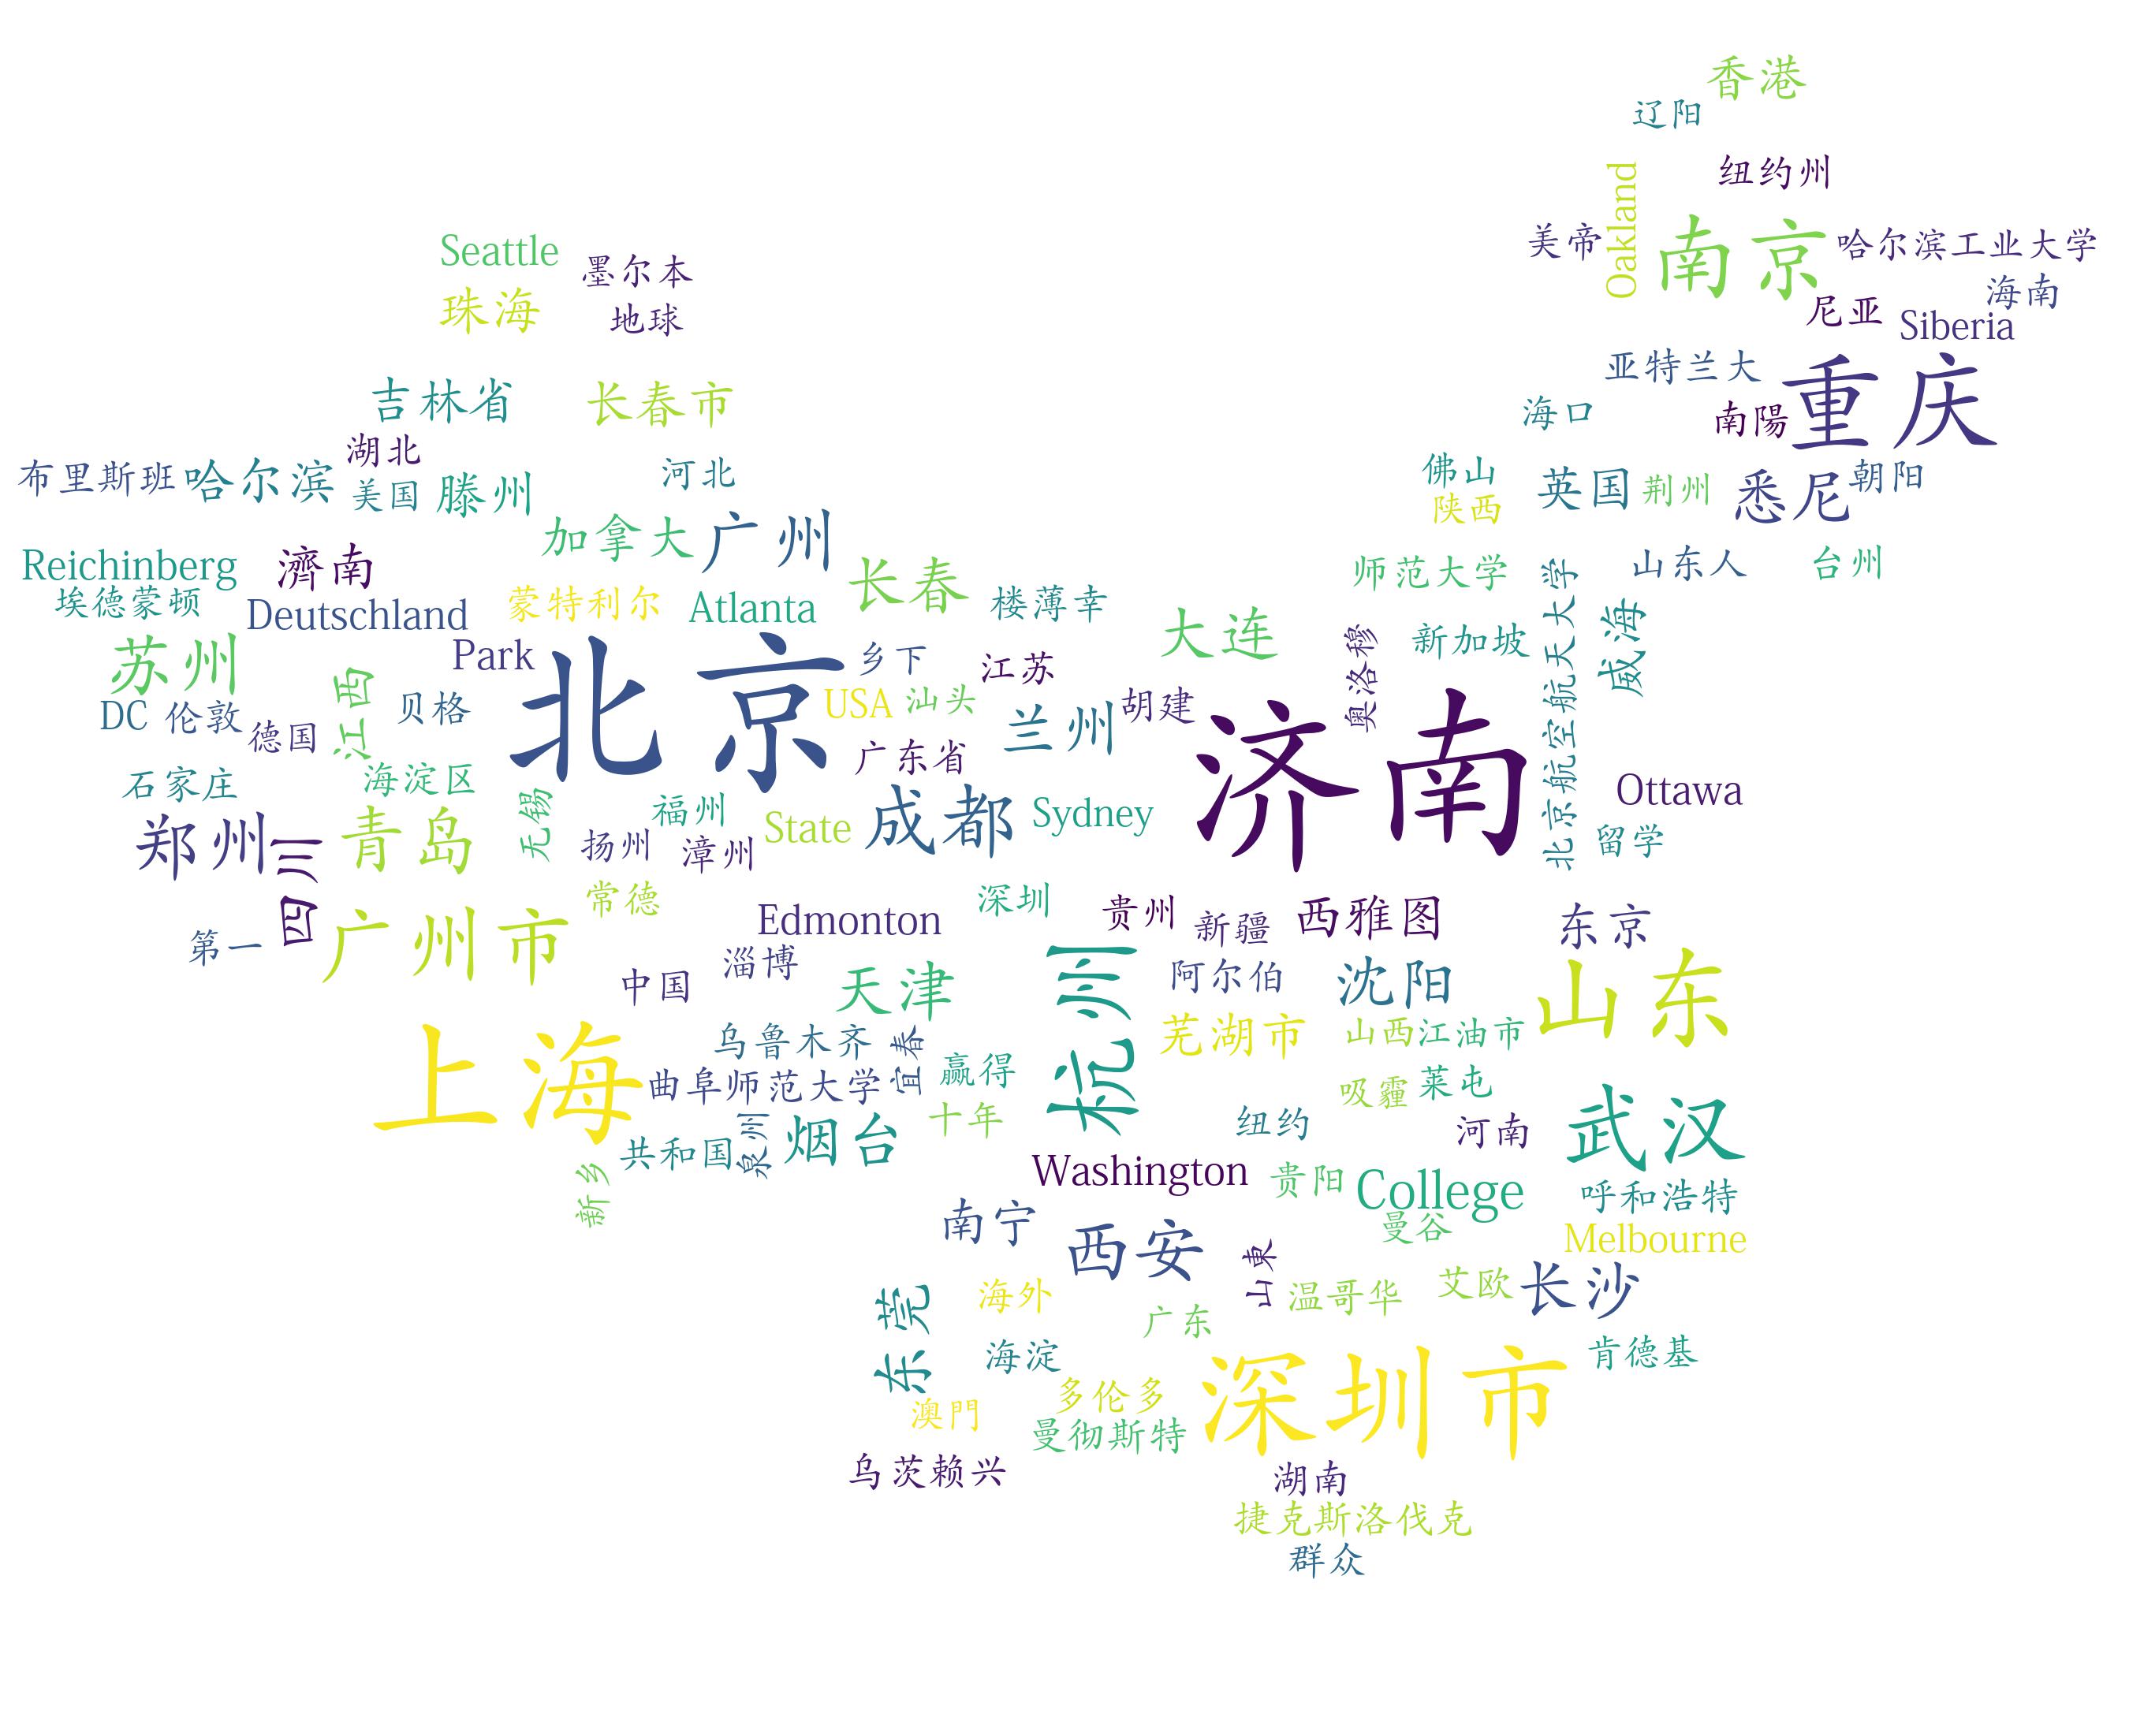 香港
辽阳
纽约州
Oakland
美帝
南京
哈尔滨工业大学
海南
尼亚
Siberia
Seattle
墨尔本
珠海
地球
亚特兰大
重庆
吉林省
长春市
海口
南陽
湖北
布里斯班
哈尔滨
美国
滕州
河北
佛山
陕西
英国
荆州
悉尼
朝阳
加拿大
广州
Reichinberg
濟南
长春
师范大学
山东人
台州
埃德蒙顿
Deutschland
蒙特利尔
Atlanta
楼薄幸
大连
奥洛穆
新加坡
北京航空航天大学
威海
苏州
Park
北京
乡下
江苏
江西
贝格
USA
汕头
DC
伦敦
德国
兰州
胡建
济南
广东省
石家庄
海淀区
Ottawa
郑州
四川
青岛
无锡
福州
扬州
漳州
State
成都
Sydney
留学
常德
深圳
贵州
新疆
西雅图
东京
第一
广州市
Edmonton
中国
淄博
天津
杭州
阿尔伯
沈阳
山东
上海
乌鲁木齐
宜春
芜湖市
山西
江油市
曲阜师范大学
赢得
吸霾
莱屯
十年
纽约
河南
武汉
共和国
泉州
烟台
新乡
Washington
贵阳
College
呼和浩特
南宁
西安
曼谷
Melbourne
山東
东莞
海外
温哥华
艾欧
长沙
广东
海淀
深圳市
肯德基
多伦多
澳門
曼彻斯特
乌茨赖兴
湖南
捷克斯洛伐克
群众